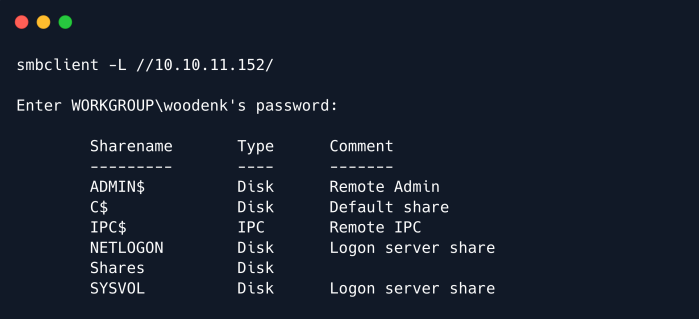 smbclient -L //10.10.11.152/
Enter WORKGROUP\woodenk's password:
Sharename Type Comment
--------- ---- -------
ADMIN$ Disk Remote Admin
C$ Disk Default share
IPC$ IPC Remote IPC
NETLOGON Disk Logon server share
Shares Disk
SYSVOL Disk Logon server share